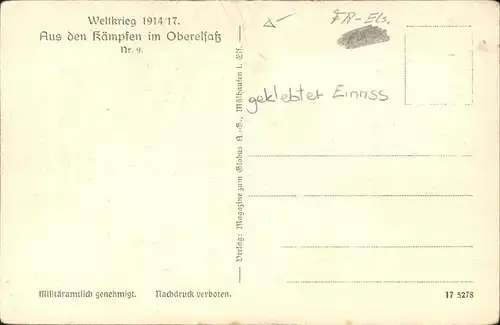 Weltkrieg 1914/17.
Aus den Kämpfen im Oberelsaß
Nr. 9.
FR-Els.
geklebter Einriss
Verlag: Magazine zum Globus A.-G., Mülhausen i. Els.
Militäramtlich genehmigt. Nachdruck verboten.
17 5278